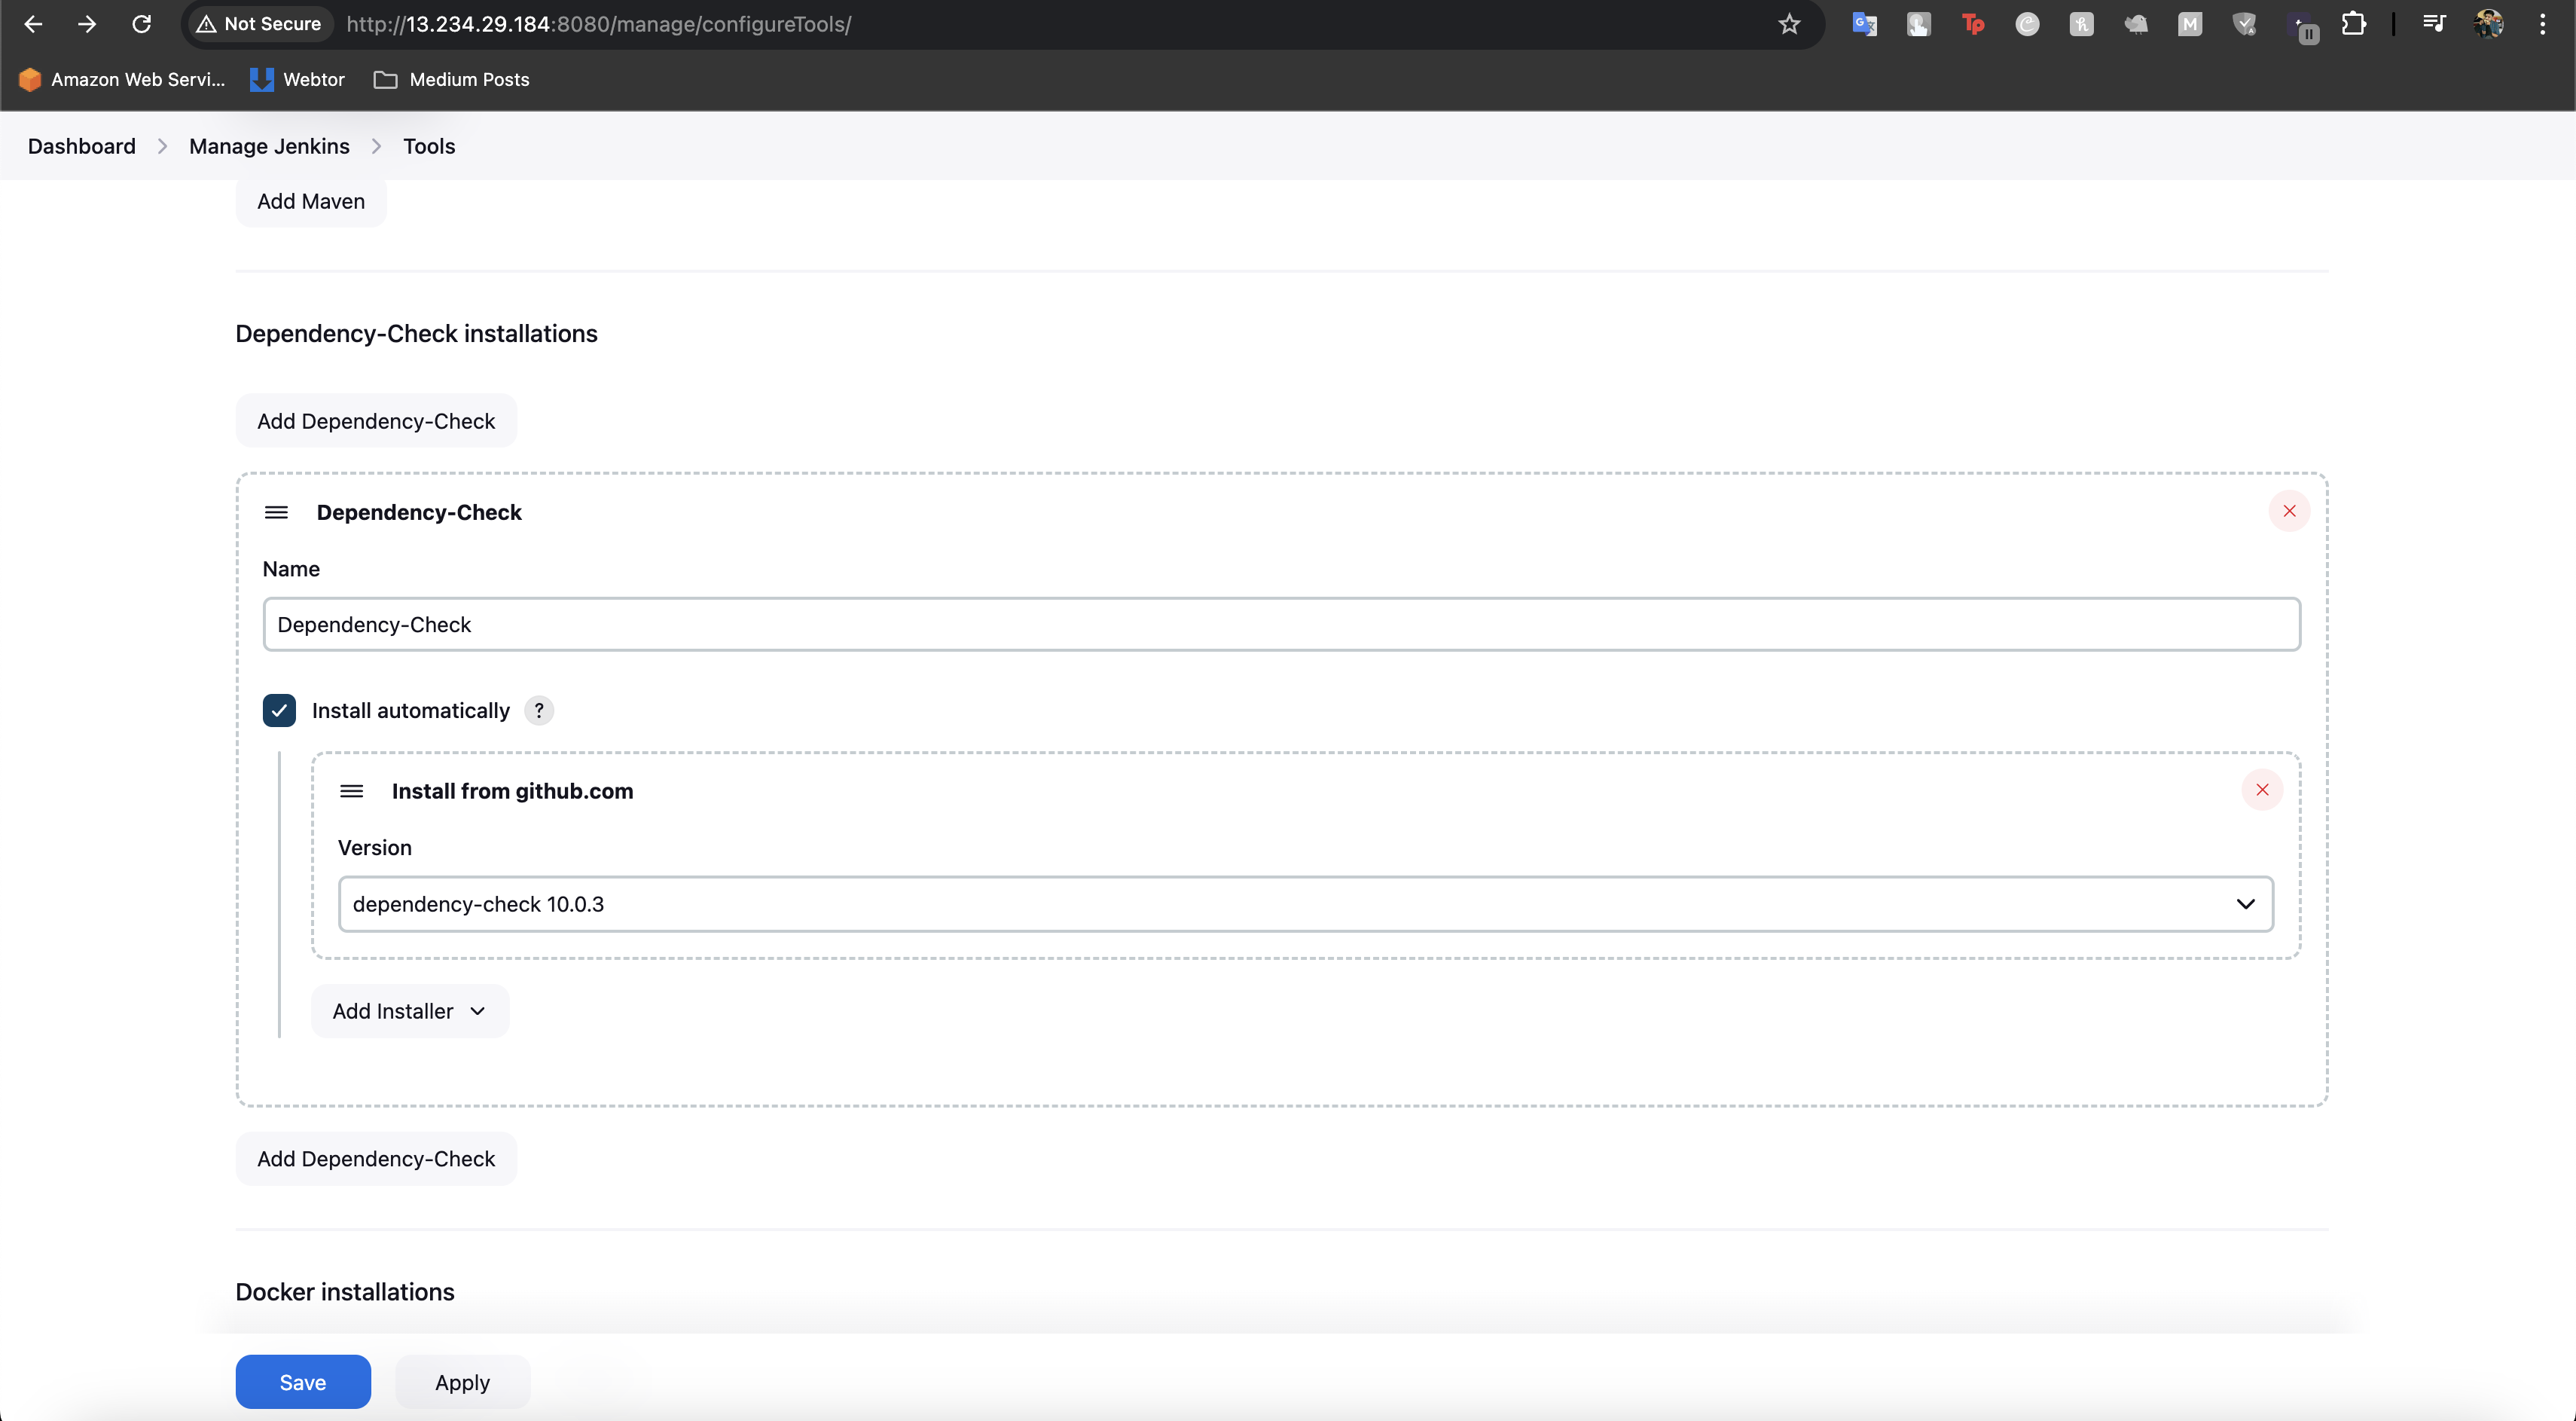 Not Secure http://13.234.29.184:8080/manage/configureTools/
Amazon Web Servi... Webtor Medium Posts
Dashboard Manage Jenkins Tools
Add Maven
Dependency-Check installations
Add Dependency-Check
Dependency-Check
Name
Dependency-Check
Install automatically ?
Install from github.com
Version
dependency-check 10.0.3
Add Installer
Add Dependency-Check
Docker installations
Save Apply